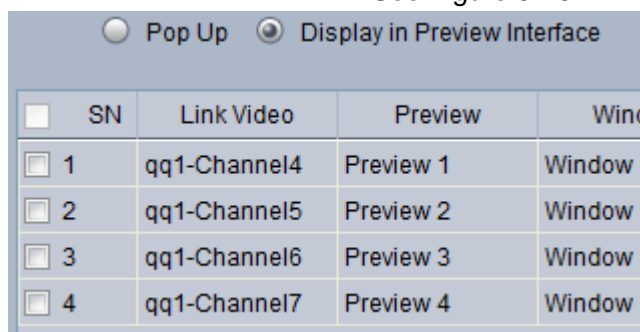 Pop Up Display in Preview Interface
SN Link Video Preview
1 qq1-Channel4 Preview 1 Window
2 qq1-Channel5 Preview 2 Window
3 qq1-Channel6 Preview 3 Window
4 qq1-Channel7 Preview 4 Window